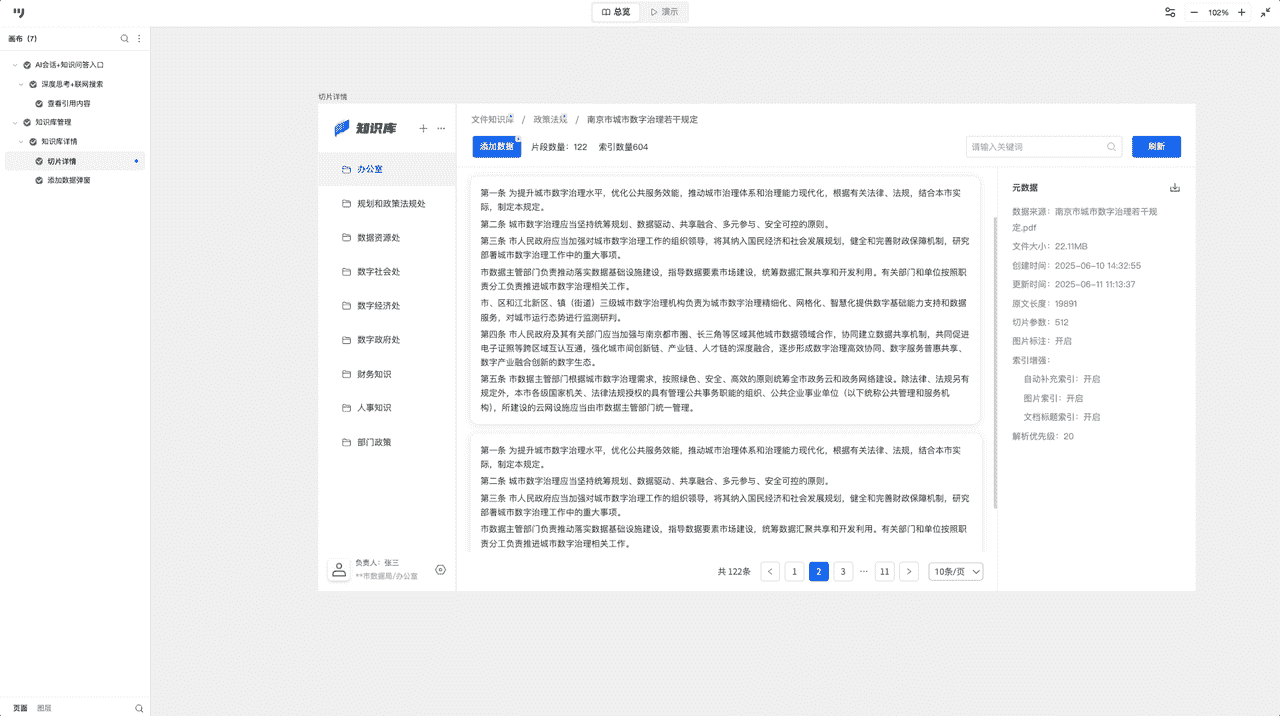 总览
演示
102%
画布 (7)
AI会话+知识问答入口
深度思考+联网搜索
查看引用内容
知识库管理
知识库详情
切片详情
添加数据弹窗
页面 图层
切片详情
知识库
办公室
规划和政策法规处
数据资源处
数字社会处
数字经济处
数字政府处
财务知识
人事知识
部门政策
负责人：张三
**市数据局/办公室
文件知识库 / 政策法规 / 南京市城市数字治理若干规定
添加数据 片段数量：122 索引数量604
请输入关键词
刷新
第一条 为提升城市数字治理水平，优化公共服务效能，推动城市治理体系和治理能力现代化，根据有关法律、法规，结合本市实
际，制定本规定。
第二条 城市数字治理应当坚持统筹规划、数据驱动、共享融合、多元参与、安全可控的原则。
第三条 市人民政府应当加强对城市数字治理工作的组织领导，将其纳入国民经济和社会发展规划，健全和完善财政保障机制，研究
部署城市数字治理工作中的重大事项。
市数据主管部门负责推动落实数据基础设施建设，指导数据要素市场建设，统筹数据汇聚共享和开发利用。有关部门和单位按照职
责分工负责推进城市数字治理相关工作。
市、区和江北新区、镇（街道）三级城市数字治理机构负责为城市数字治理精细化、网格化、智慧化提供数字基础能力支持和数据
服务，对城市运行态势进行监测研判。
第四条 市人民政府及其有关部门应当加强与南京都市圈、长三角等区域其他城市数据领域合作，协同建立数据共享机制，共同促进
电子证照等跨区域互认互通，强化城市间创新链、产业链、人才链的深度融合，逐步形成数字治理高效协同、数字服务普惠共享、
数字产业融合创新的数字生态。
第五条 市数据主管部门根据城市数字治理需求，按照绿色、安全、高效的原则统筹全市政务云和政务网络建设。除法律、法规另有
规定外，本市各级国家机关、法律法规授权的具有管理公共事务职能的组织、公共企业事业单位（以下统称公共管理和服务机
构），所建设的云网设施应当由市数据主管部门统一管理。
第一条 为提升城市数字治理水平，优化公共服务效能，推动城市治理体系和治理能力现代化，根据有关法律、法规，结合本市实
际，制定本规定。
第二条 城市数字治理应当坚持统筹规划、数据驱动、共享融合、多元参与、安全可控的原则。
第三条 市人民政府应当加强对城市数字治理工作的组织领导，将其纳入国民经济和社会发展规划，健全和完善财政保障机制，研究
部署城市数字治理工作中的重大事项。
市数据主管部门负责推动落实数据基础设施建设，指导数据要素市场建设，统筹数据汇聚共享和开发利用。有关部门和单位按照职
责分工负责推进城市数字治理相关工作。
共 122条 1 2 3 ··· 11 10条/页
元数据
数据来源：南京市城市数字治理若干规
定.pdf
文件大小：22.11MB
创建时间：2025-06-10 14:32:55
更新时间：2025-06-11 11:13:37
原文长度：19891
切片参数：512
图片标注：开启
索引增强：
自动补充索引：开启
图片索引：开启
文档标题索引：开启
解析优先级：20